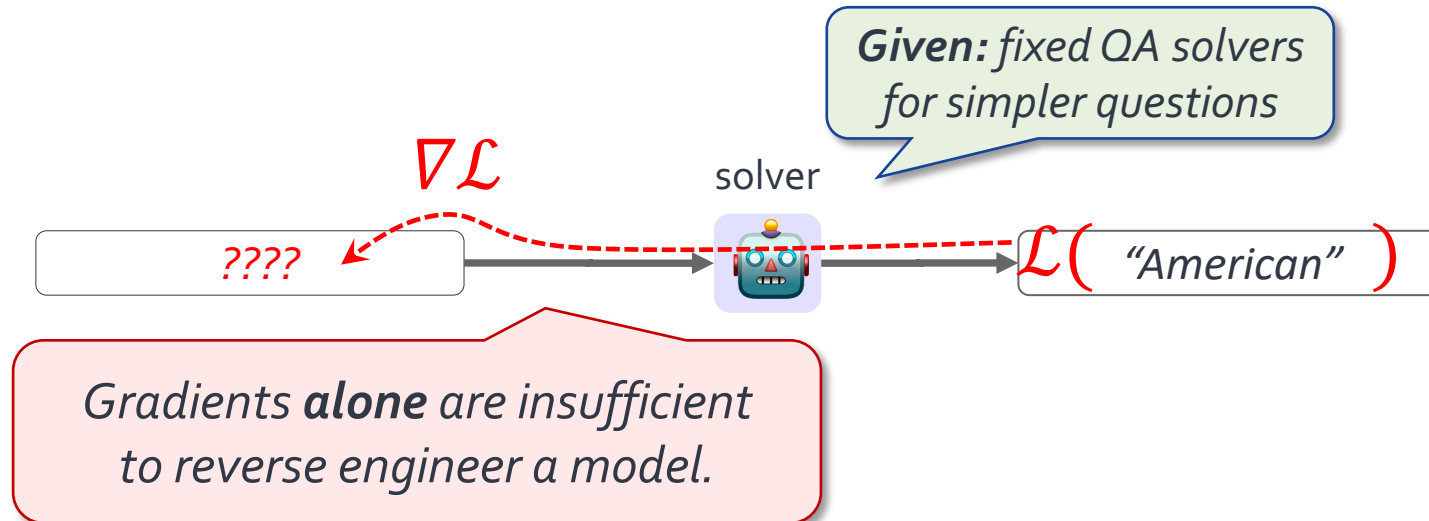 Given: fixed QA solvers
for simpler questions
∇ℒ
solver
????
ℒ( “American” )
Gradients alone are insufficient
to reverse engineer a model.